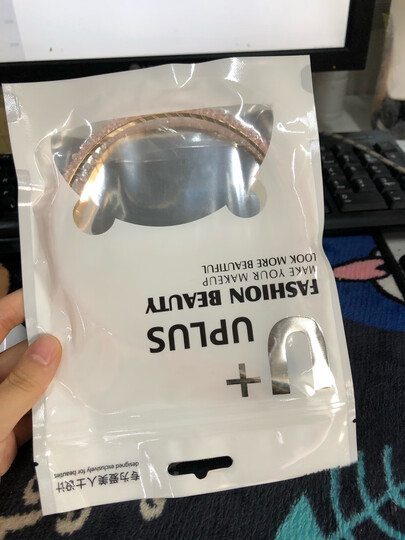 专为爱美人士设计
designed exclusively for beauties
U+
UPLUS
FASHION BEAUTY
MAKE YOUR MAKEUP
LOOK MORE BEAUTIFUL